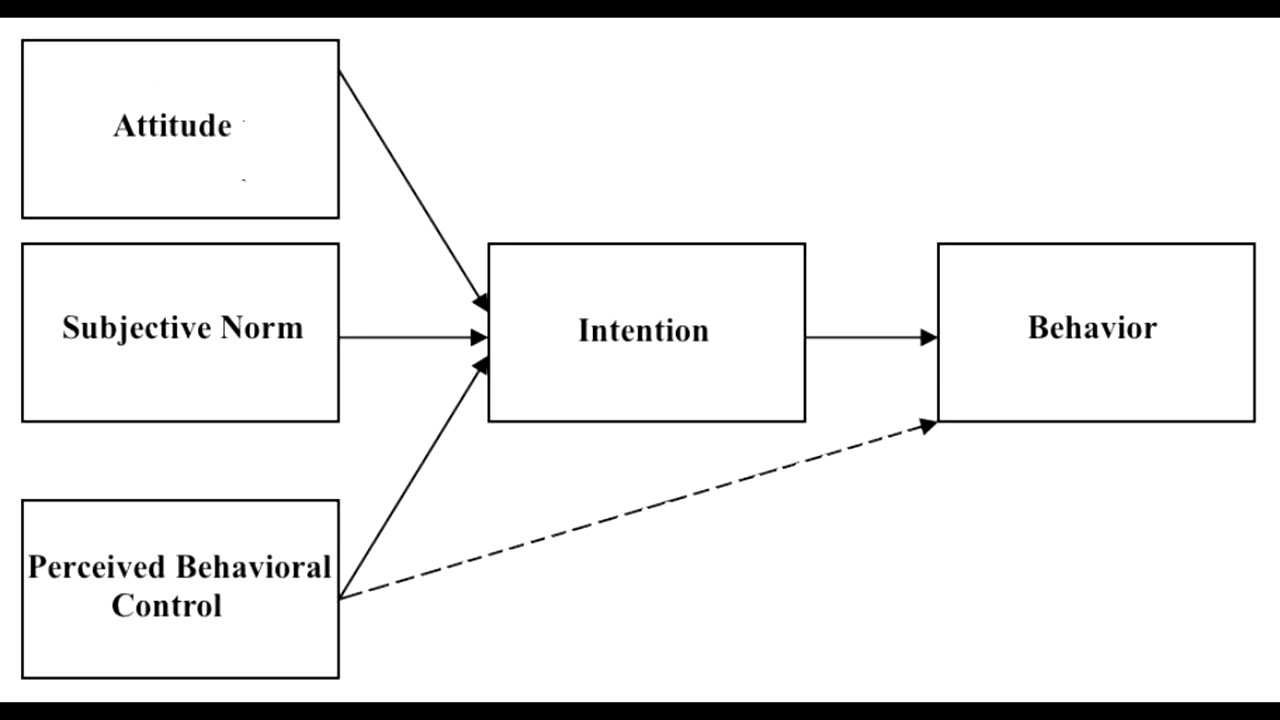 Attitude
Subjective Norm
Intention
Behavior
Perceived Behavioral
Control